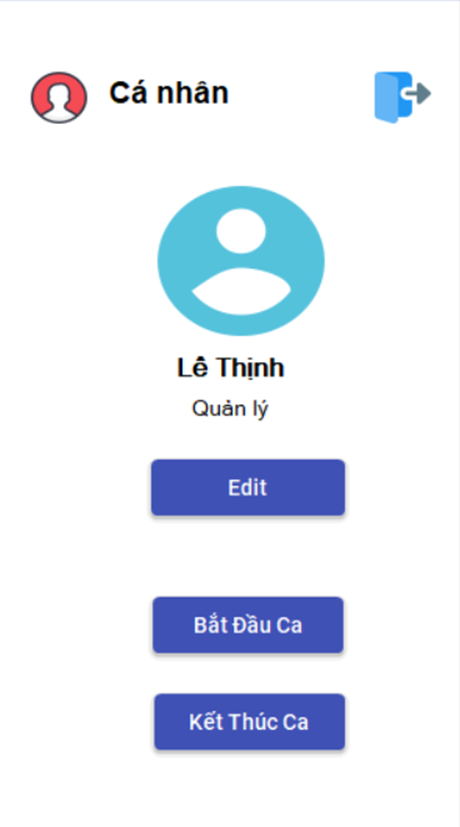 Cá nhân
Lê Thịnh
Quản lý
Edit
Bắt Đầu Ca
Kết Thúc Ca